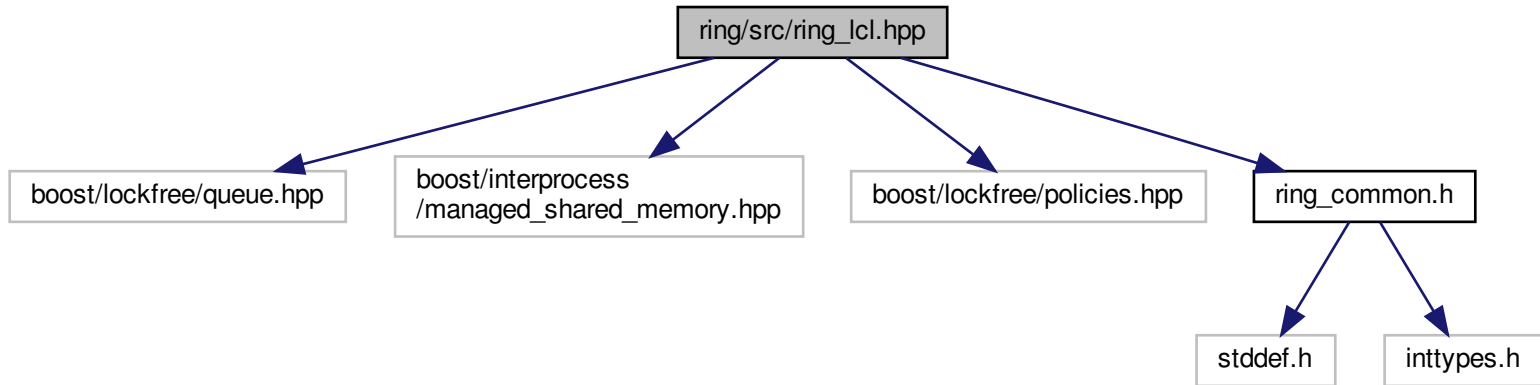 ring/src/ring_lcl.hpp
boost/lockfree/queue.hpp
boost/interprocess
/managed_shared_memory.hpp
boost/lockfree/policies.hpp
ring_common.h
stddef.h
inttypes.h